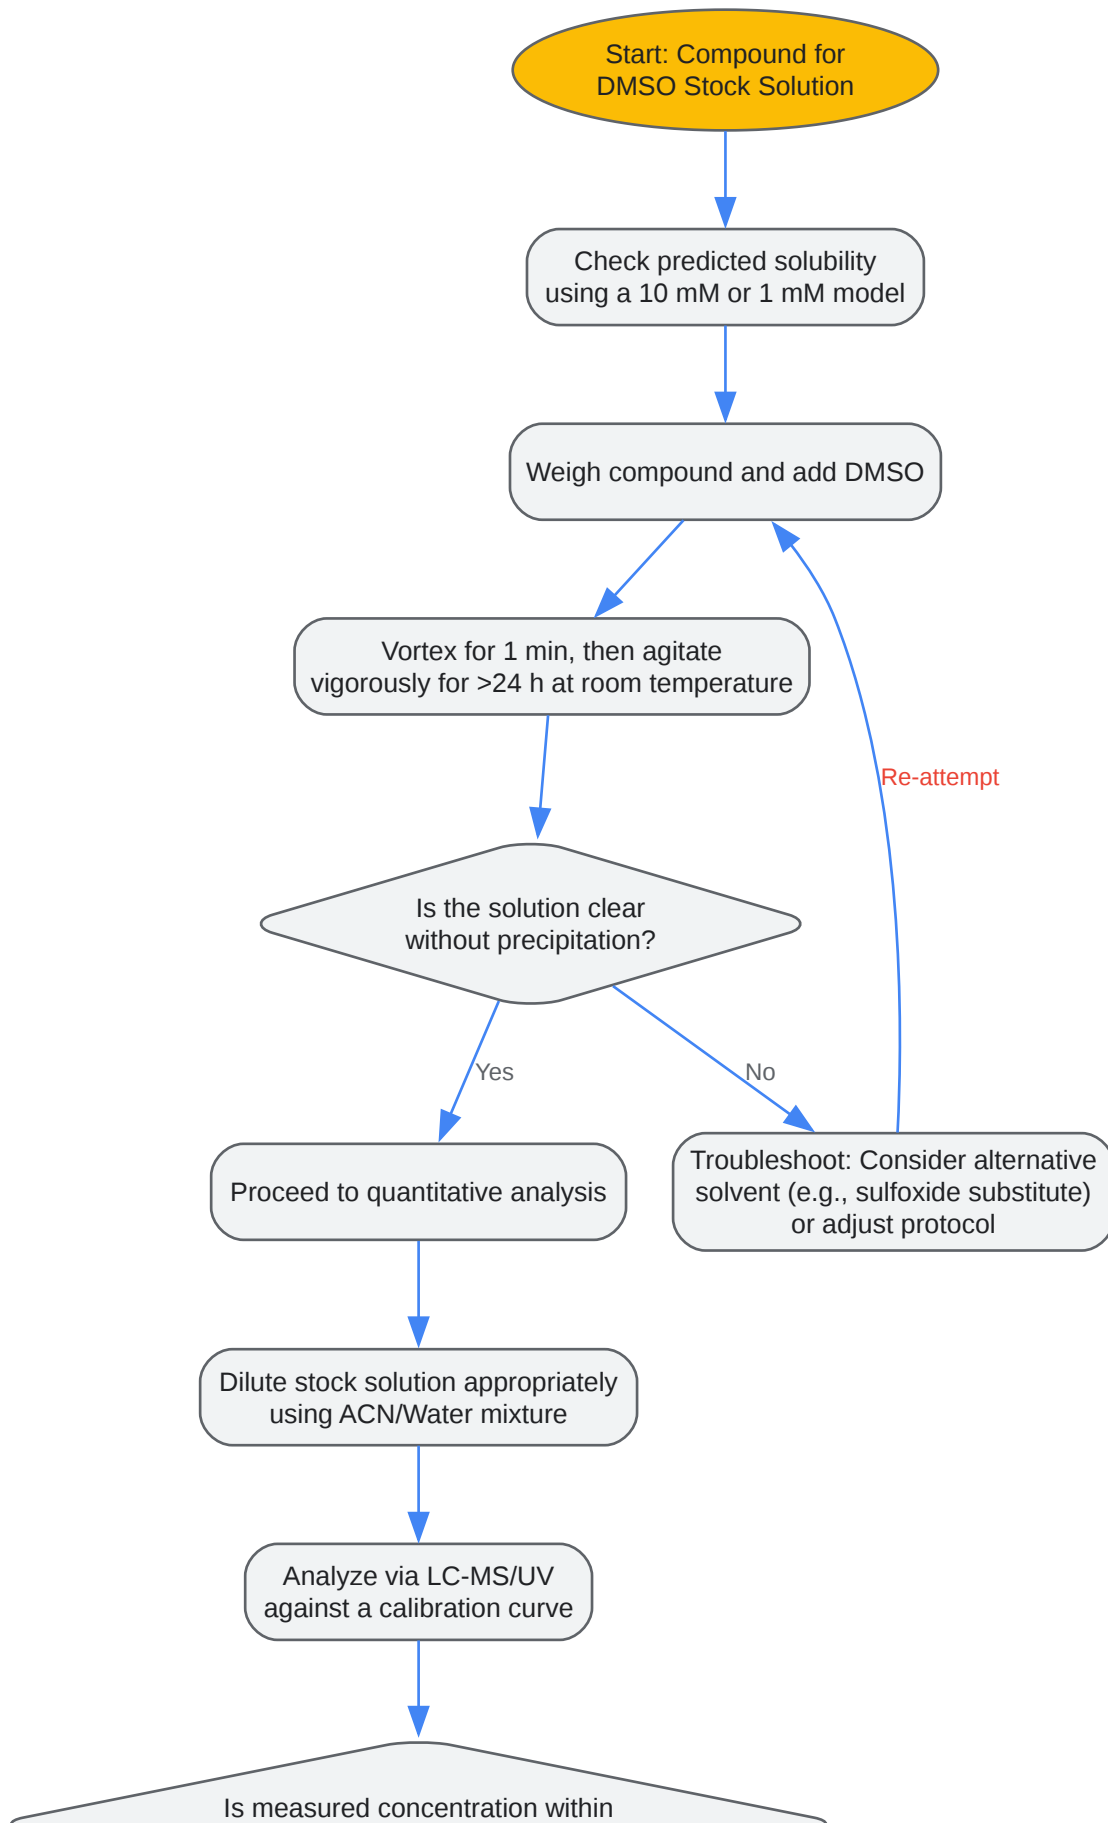 Start: Compound for
DMSO Stock Solution
Check predicted solubility
using a 10 mM or 1 mM model
Weigh compound and add DMSO
Vortex for 1 min, then agitate
vigorously for >24 h at room temperature
Re-attempt
Is the solution clear
without precipitation?
Yes
No
Proceed to quantitative analysis
Troubleshoot: Consider alternative
solvent (e.g., sulfoxide substitute)
or adjust protocol
Dilute stock solution appropriately
using ACN/Water mixture
Analyze via LC-MS/UV
against a calibration curve
Is measured concentration within